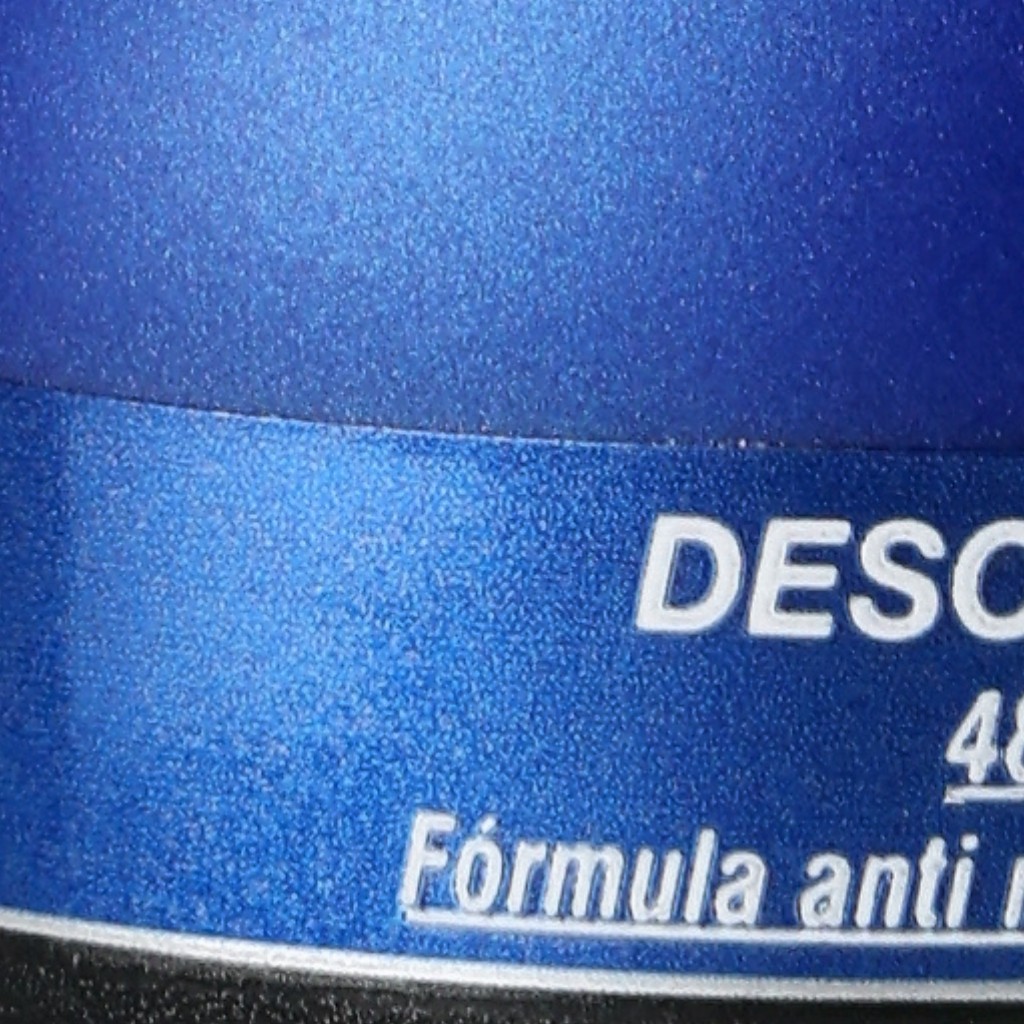 DESO
48
Fórmula anti